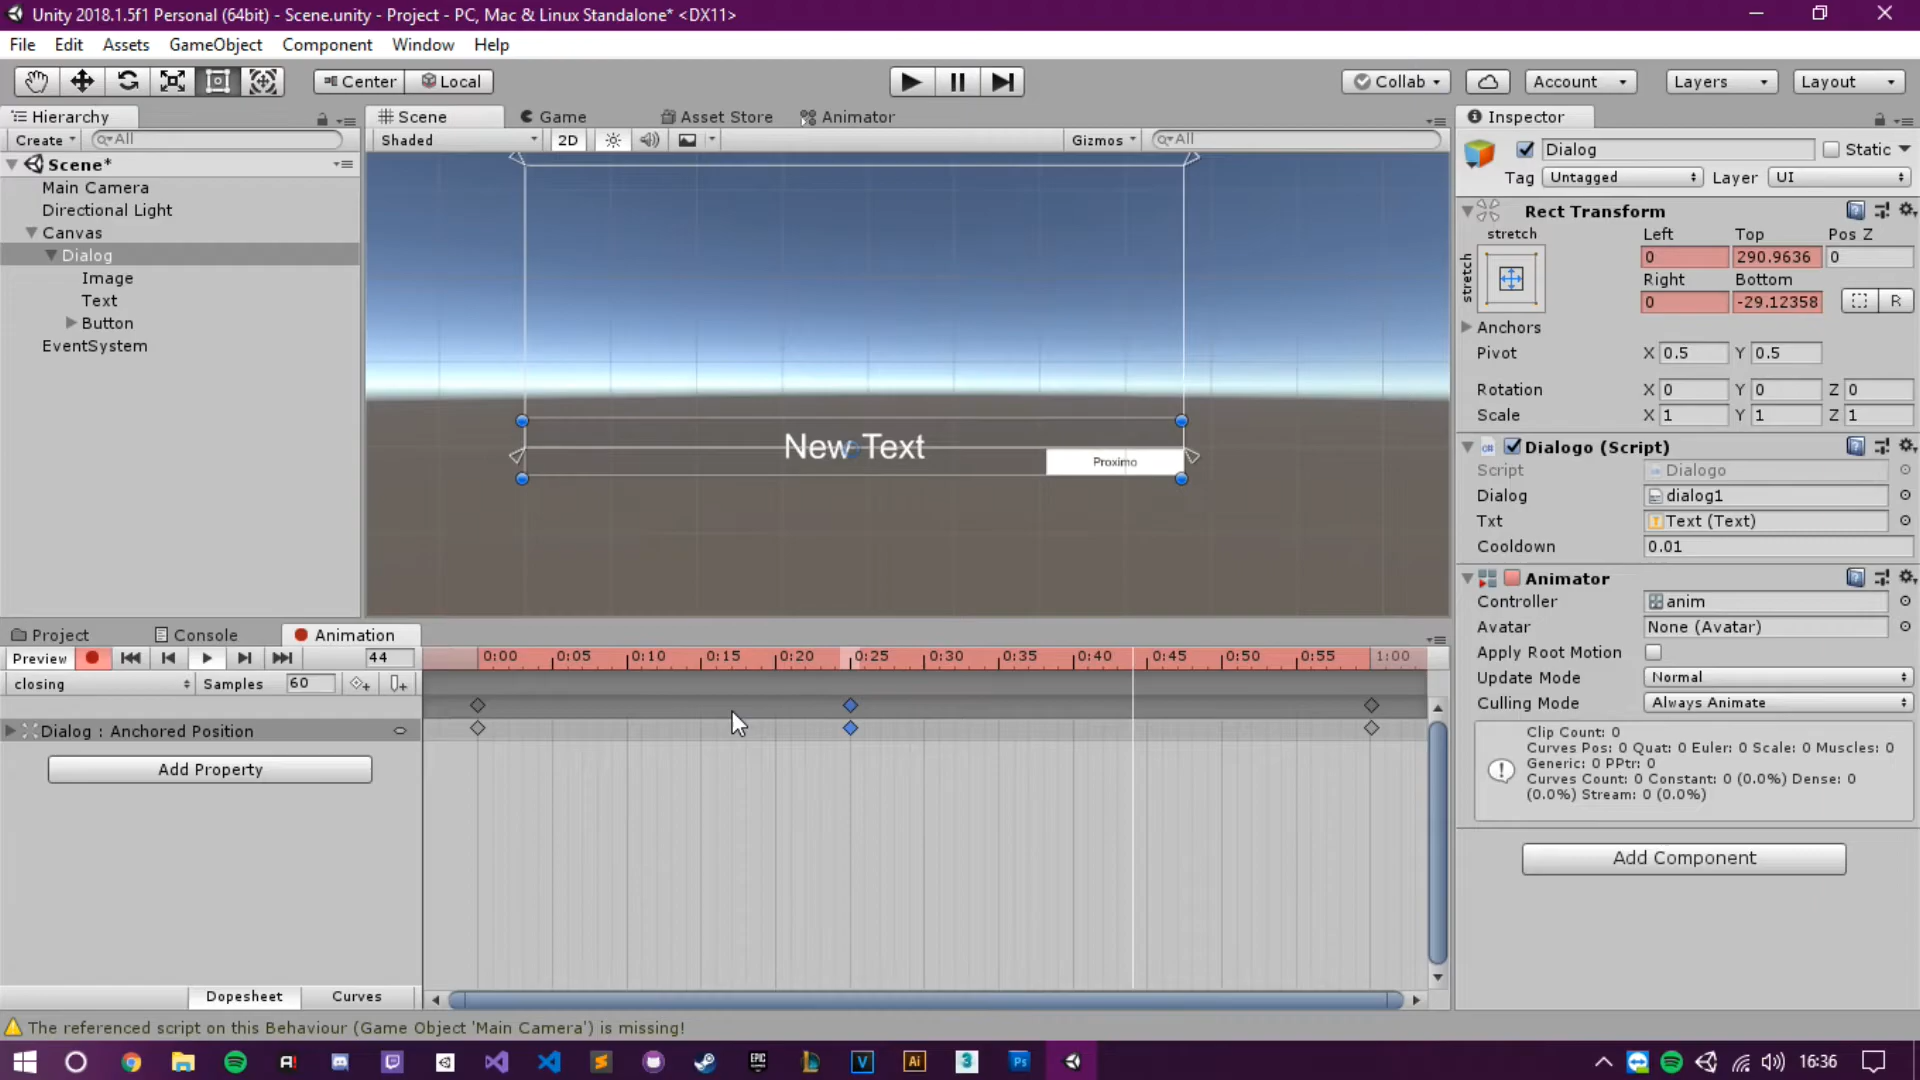 Unity 2018.1.5f1 Personal (64bit) - Scene.unity - Project - PC, Mac & Linux Standalone* <DX11>
File Edit Assets GameObject Component Window Help
Center Local Collab Account Layers Layout
Hierarchy
Create All
Scene*
Main Camera
Directional Light
Canvas
Dialog
Image
Text
Button
EventSystem
Scene Game Asset Store Animator
Shaded 2D Gizmos All
New Text
Proximo
Inspector
Dialog Static
Tag Untagged Layer UI
Rect Transform
stretch Left Top Pos Z
stretch 0 290.9636 0
Right Bottom
0 -29.12358 R
Anchors
Pivot X 0.5 Y 0.5
Rotation X 0 Y 0 Z 0
Scale X 1 Y 1 Z 1
Dialogo (Script)
Script Dialogo
Dialog dialog1
Txt Text (Text)
Cooldown 0.01
Animator
Controller anim
Avatar None (Avatar)
Apply Root Motion
Update Mode Normal
Culling Mode Always Animate
Clip Count: 0
Curves Pos: 0 Quat: 0 Euler: 0 Scale: 0 Muscles: 0
Generic: 0 PPtr: 0
Curves Count: 0 Constant: 0 (0.0%) Dense: 0
(0.0%) Stream: 0 (0.0%)
Add Component
Project Console Animation
Preview 44 0:00 0:05 0:10 0:15 0:20 0:25 0:30 0:35 0:40 0:45 0:50 0:55 1:00
closing Samples 60
Dialog : Anchored Position
Add Property
Dopesheet Curves
The referenced script on this Behaviour (Game Object 'Main Camera') is missing!
A! EPIC GAMES V Ai 3 Ps 16:36